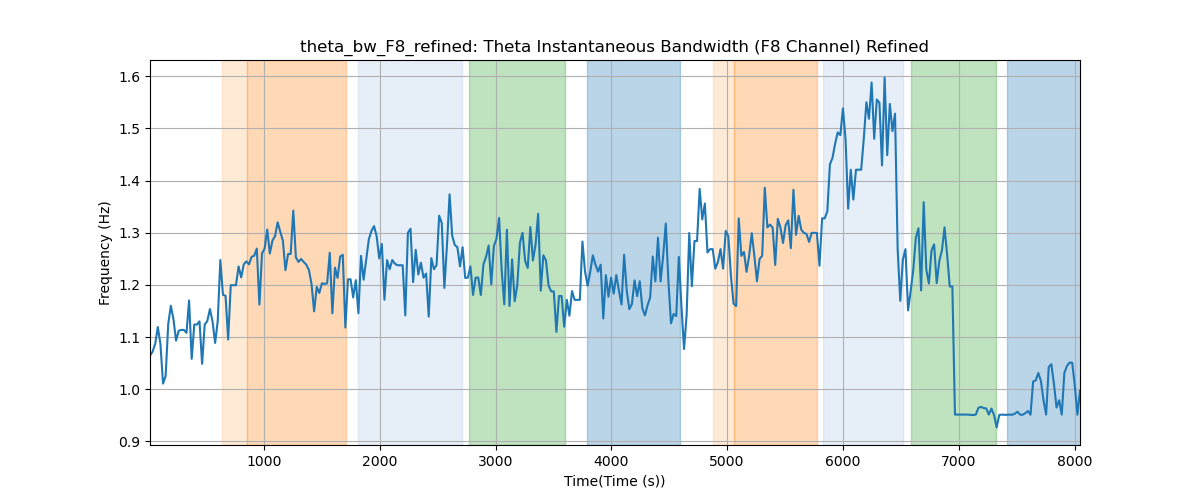 theta_bw_F8_refined: Theta Instantaneous Bandwidth (F8 Channel) Refined
1.6
1.5
1.4
1.3
1.2
1.1
1.0
0.9
Frequency (Hz)
1000 2000 3000 4000 5000 6000 7000 8000
Time(Time (s))